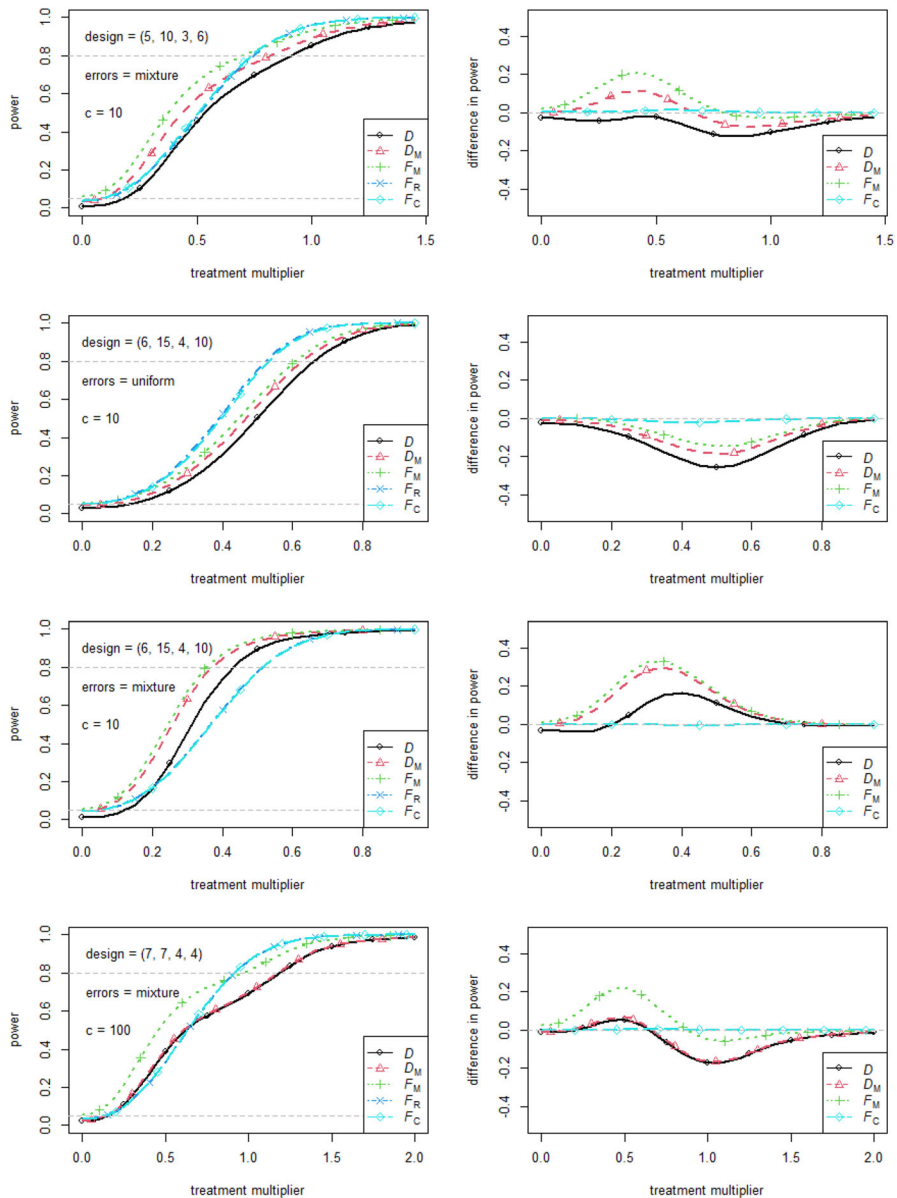 power
0.0 0.2 0.4 0.6 0.8 1.0
design = (5, 10, 3, 6)
errors = mixture
c = 10
D
D_M
F_M
F_R
F_C
0.0 0.5 1.0 1.5
treatment multiplier
difference in power
-0.4 -0.2 0.0 0.2 0.4
D
D_M
F_M
F_C
0.0 0.5 1.0 1.5
treatment multiplier
power
0.0 0.2 0.4 0.6 0.8 1.0
design = (6, 15, 4, 10)
errors = uniform
c = 10
D
D_M
F_M
F_R
F_C
0.0 0.2 0.4 0.6 0.8
treatment multiplier
difference in power
-0.4 -0.2 0.0 0.2 0.4
D
D_M
F_M
F_C
0.0 0.2 0.4 0.6 0.8
treatment multiplier
power
0.0 0.2 0.4 0.6 0.8 1.0
design = (6, 15, 4, 10)
errors = mixture
c = 10
D
D_M
F_M
F_R
F_C
0.0 0.2 0.4 0.6 0.8
treatment multiplier
difference in power
-0.4 -0.2 0.0 0.2 0.4
D
D_M
F_M
F_C
0.0 0.2 0.4 0.6 0.8
treatment multiplier
power
0.0 0.2 0.4 0.6 0.8 1.0
design = (7, 7, 4, 4)
errors = mixture
c = 100
D
D_M
F_M
F_R
F_C
0.0 0.5 1.0 1.5 2.0
treatment multiplier
difference in power
-0.4 -0.2 0.0 0.2 0.4
D
D_M
F_M
F_C
0.0 0.5 1.0 1.5 2.0
treatment multiplier